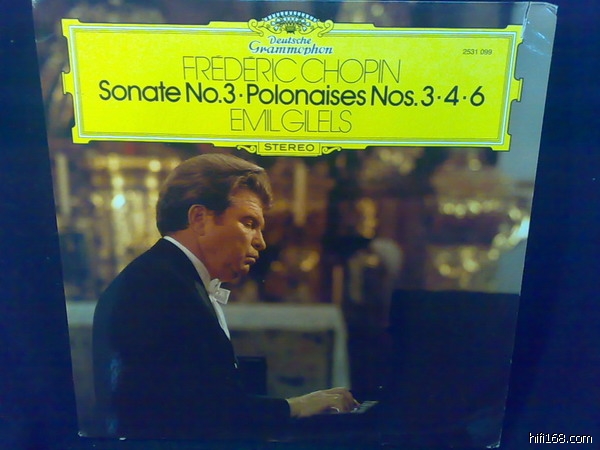 Deutsche
Grammophon
2531 099
FRÉDÉRIC CHOPIN
Sonate No.3·Polonaises Nos.3·4·6
EMIL GILELS
STEREO
hifi168.com